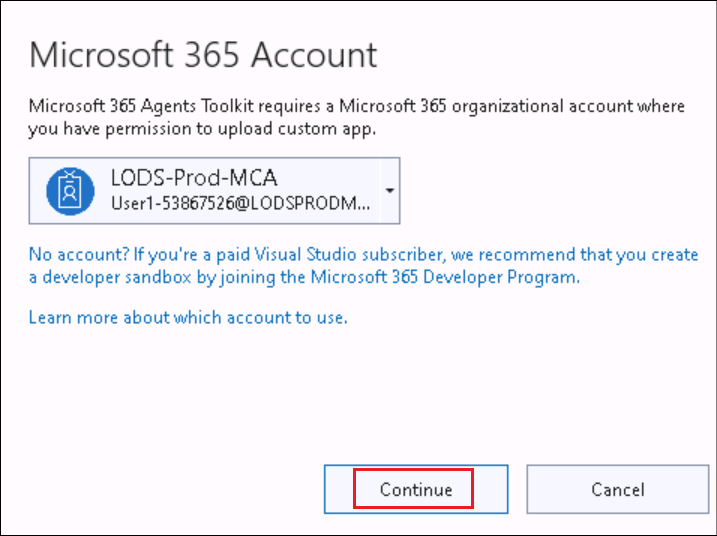 Microsoft 365 Account
Microsoft 365 Agents Toolkit requires a Microsoft 365 organizational account where
you have permission to upload custom app.
LODS-Prod-MCA
User1-53867526@LODSPRODM...
No account? If you're a paid Visual Studio subscriber, we recommend that you create
a developer sandbox by joining the Microsoft 365 Developer Program.
Learn more about which account to use.
Continue
Cancel